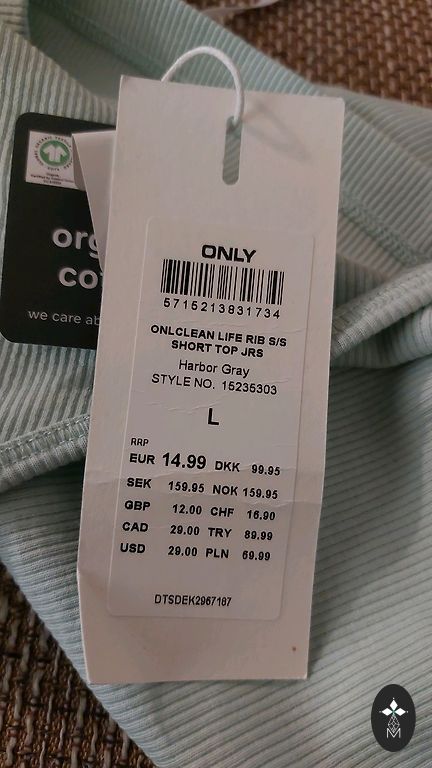 ONLY
5715213831734
ONLCLEAN LIFE RIB S/S
SHORT TOP JRS
Harbor Gray
STYLE NO. 15235303
L
RRP
EUR 14.99 DKK 99.95
SEK 159.95 NOK 159.95
GBP 12.00 CHF 16.90
CAD 29.00 TRY 89.99
USD 29.00 PLN 69.99
DTSDEK2967187
org
co
we care ab